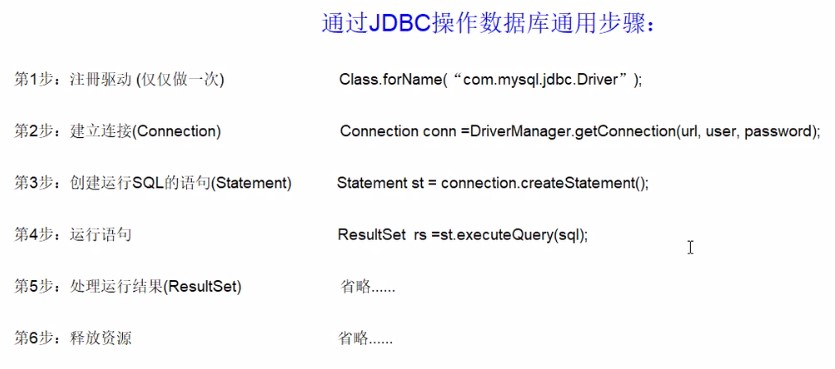 通过JDBC操作数据库通用步骤：
第1步：注冊驱动 (仅仅做一次) Class.forName(“com.mysql.jdbc.Driver”);
第2步：建立连接(Connection) Connection conn =DriverManager.getConnection(url, user, password);
第3步：创建运行SQL的语句(Statement) Statement st = connection.createStatement();
第4步：运行语句 ResultSet rs =st.executeQuery(sql);
第5步：处理运行结果(ResultSet) 省略......
第6步：释放资源 省略......